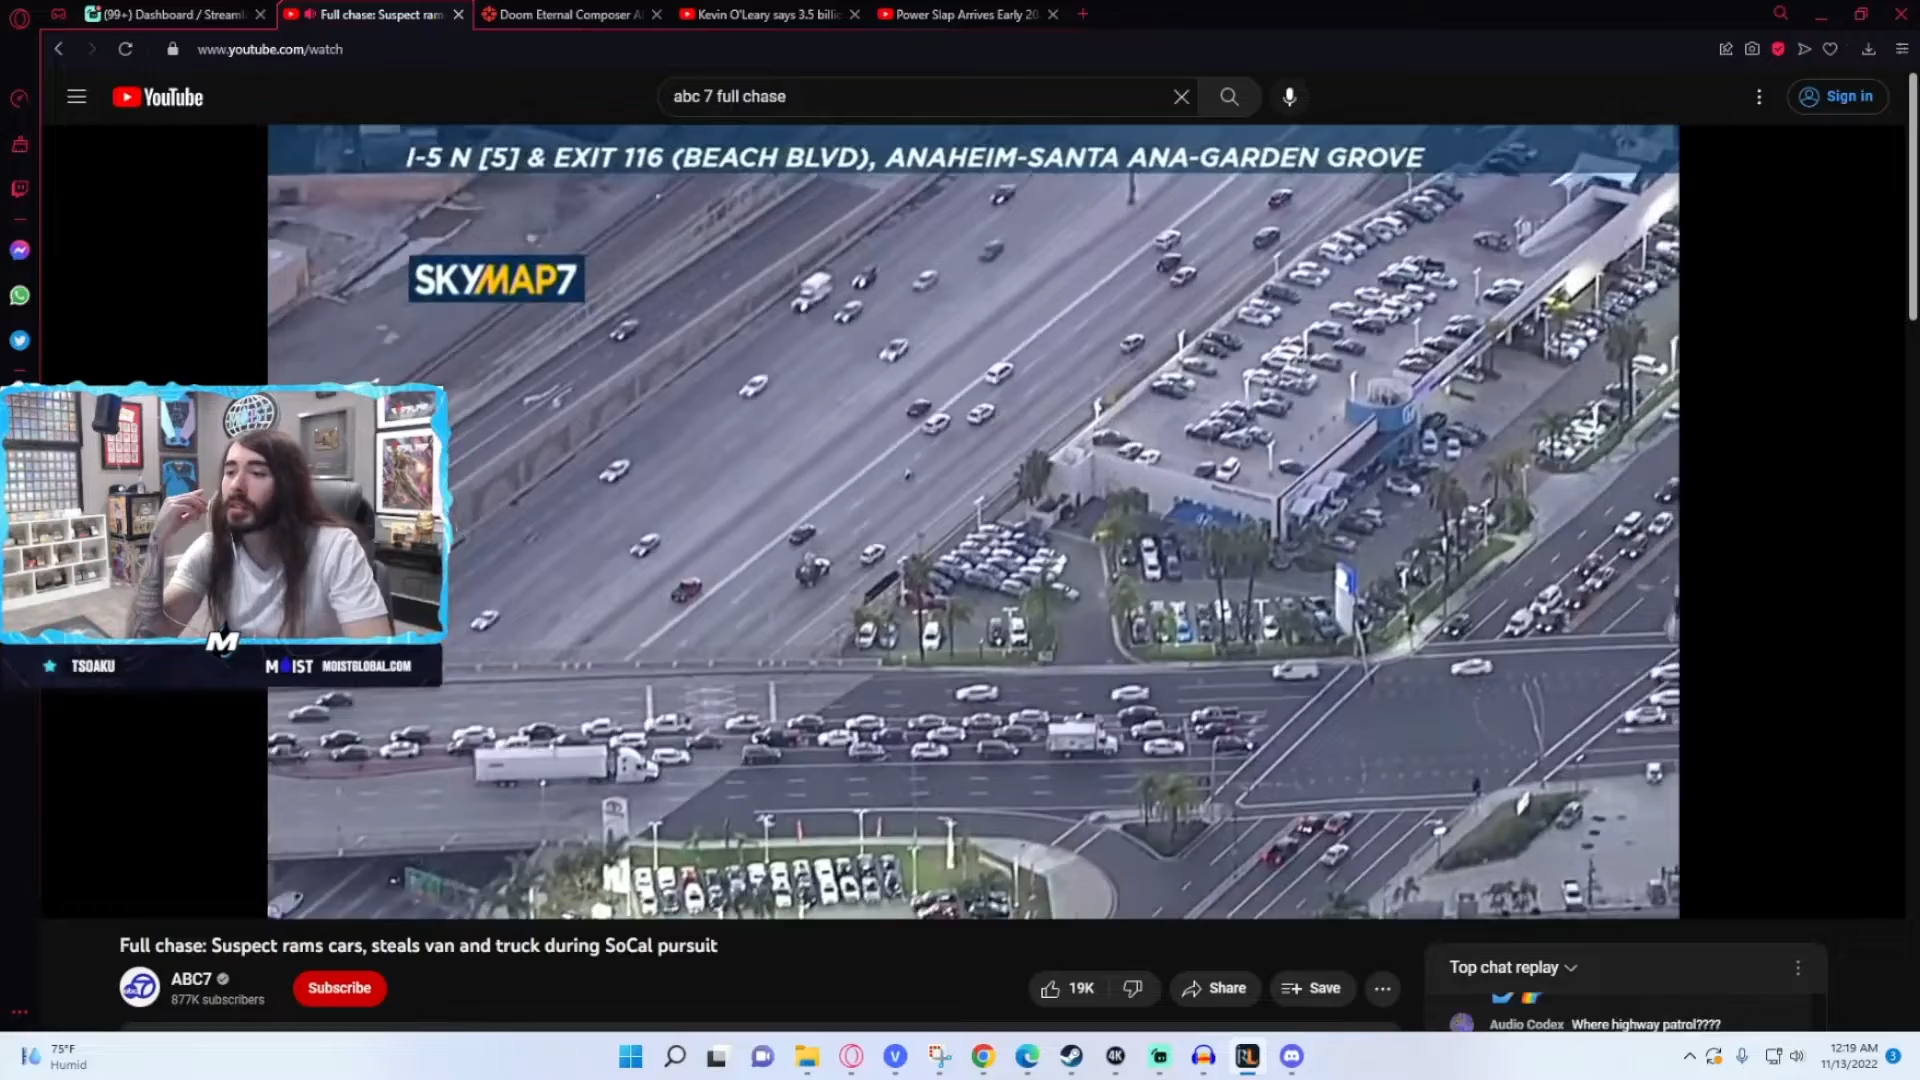 (99+) Dashboard / Streaml
Full chase: Suspect ram
Doom Eternal Composer A
Kevin O'Leary says 3.5 billi
Power Slap Arrives Early 20
www.youtube.com/watch
YouTube
abc 7 full chase
Sign in
I-5 N [5] & EXIT 116 (BEACH BLVD), ANAHEIM-SANTA ANA-GARDEN GROVE
SKYMAP7
M
TSOAKU
MOIST
MOISTGLOBAL.COM
Full chase: Suspect rams cars, steals van and truck during SoCal pursuit
ABC7
877K subscribers
Subscribe
19K
Share
Save
Top chat replay
Audio Codex Where highway patrol????
75°F
Humid
V
4K
12:19 AM
11/13/2022
3